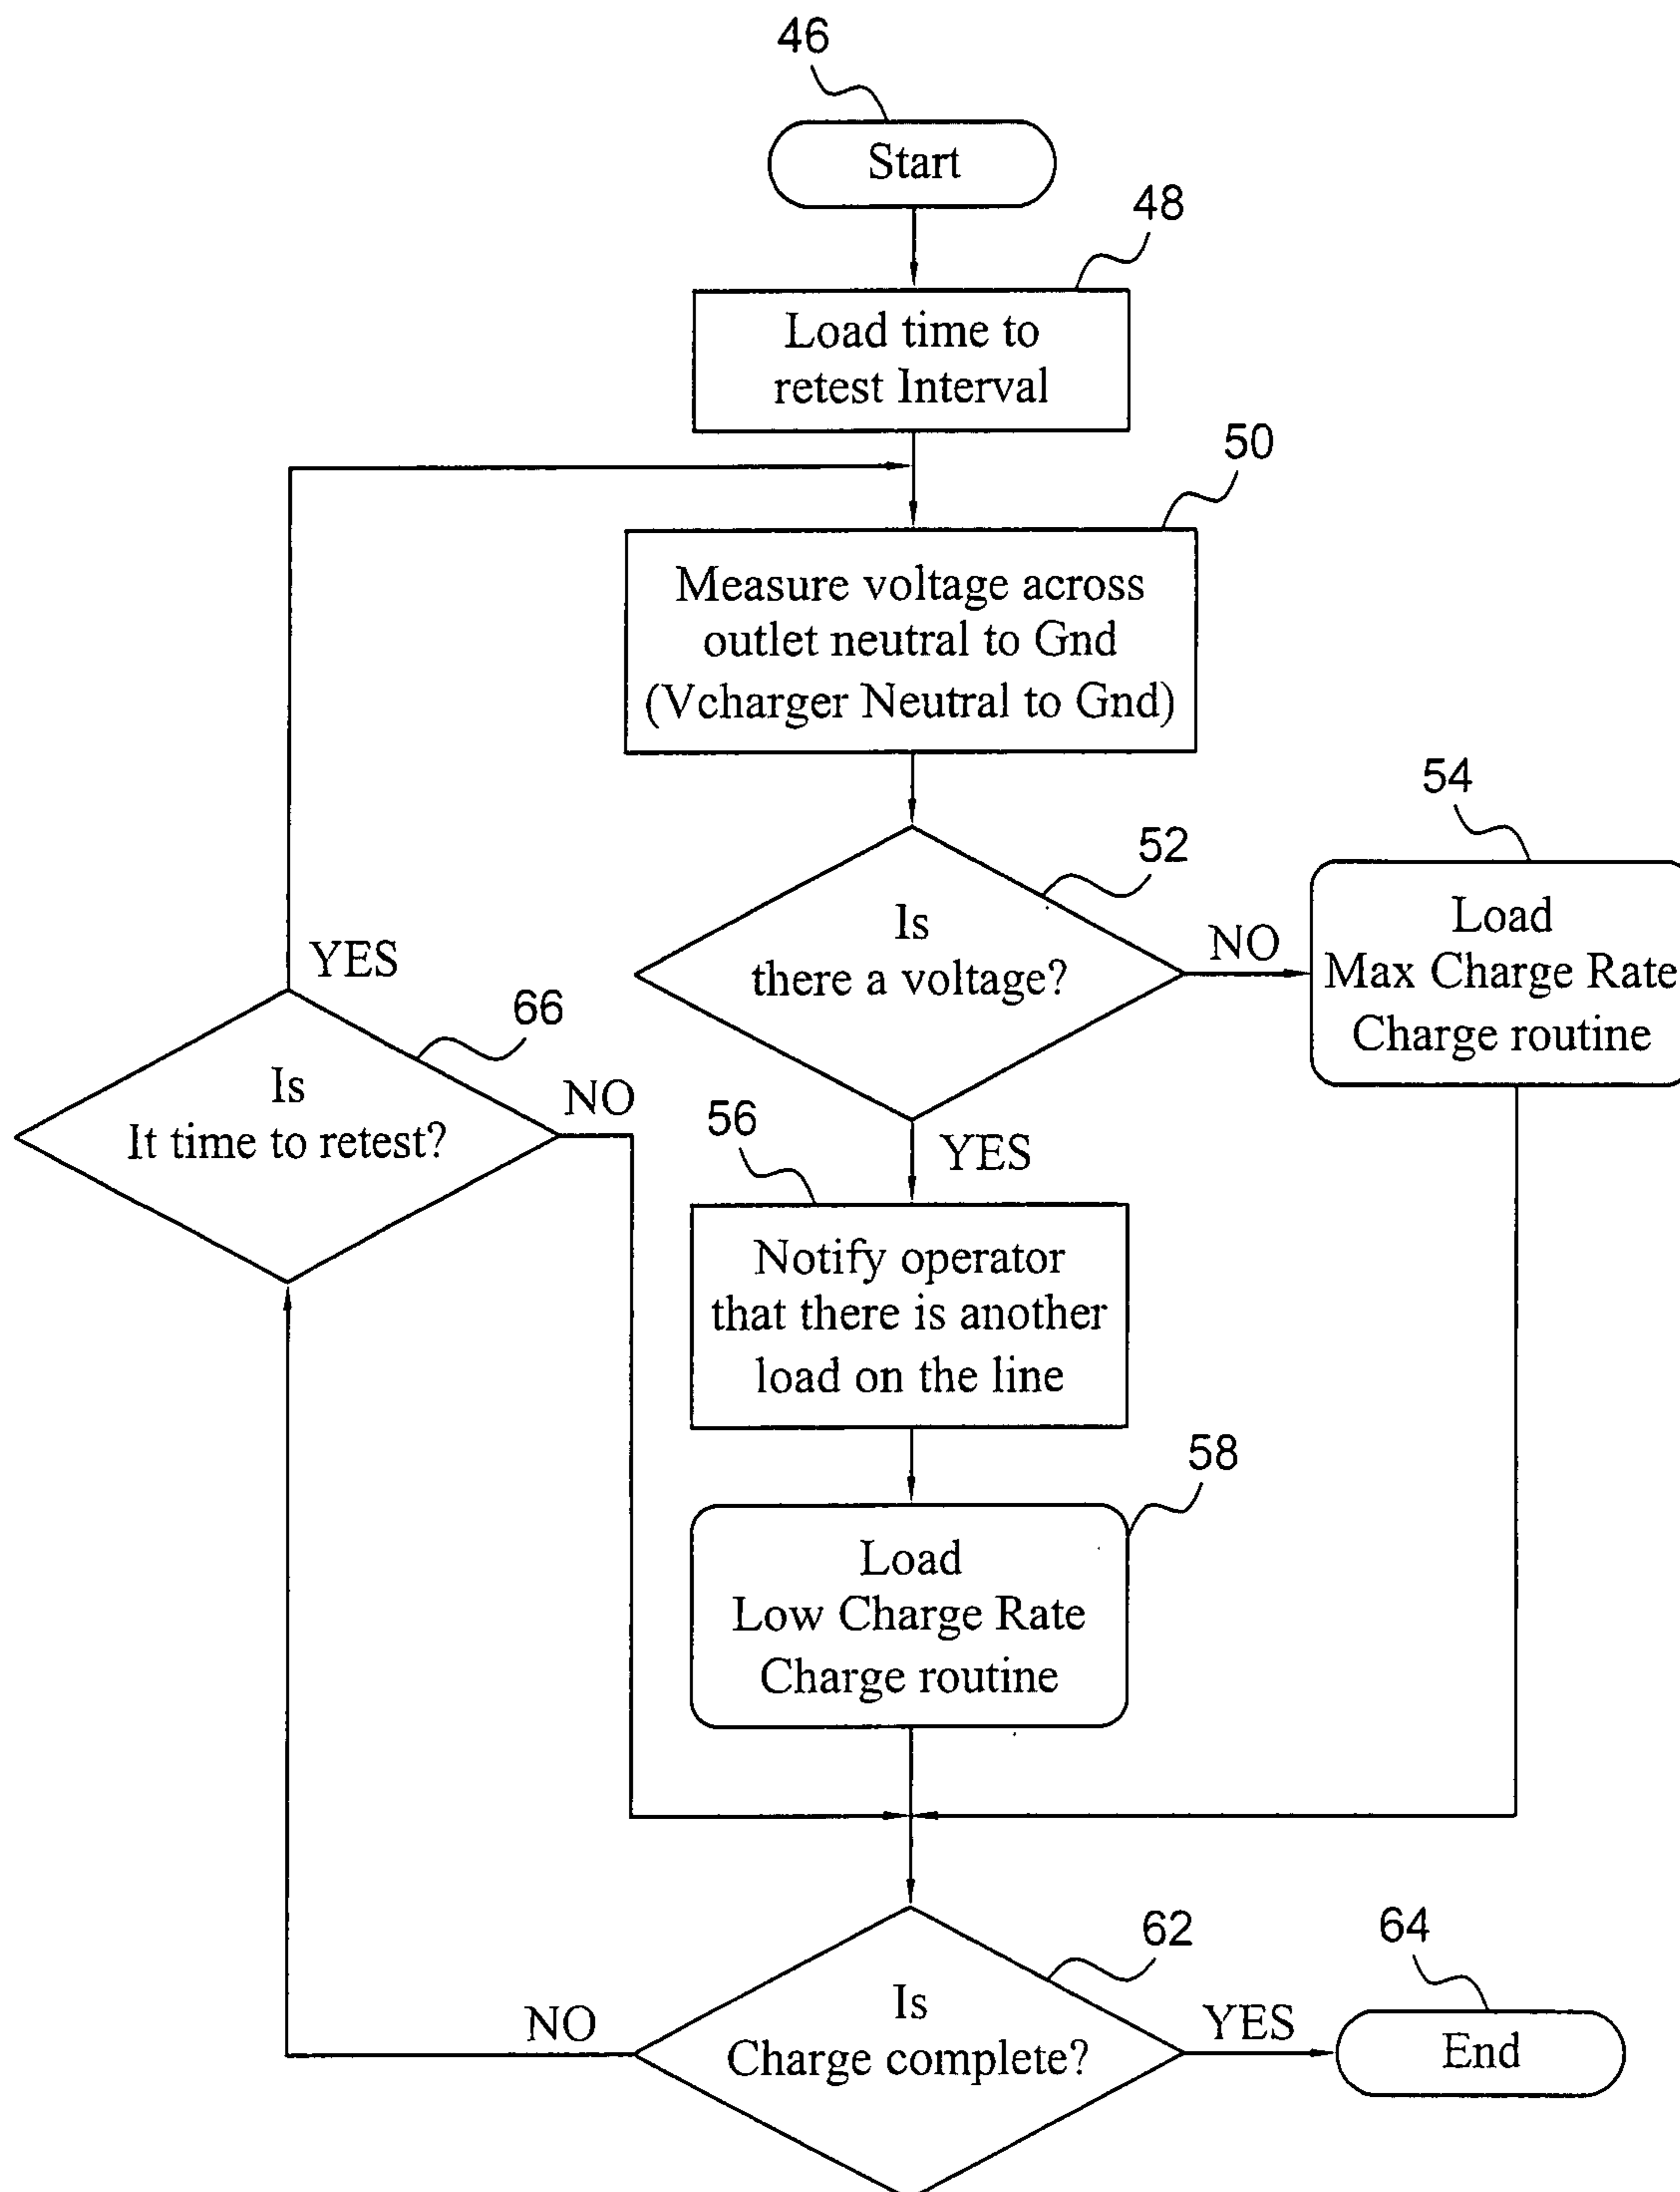 46
Start
48
Load time to
retest Interval
50
Measure voltage across
outlet neutral to Gnd
(Vcharger Neutral to Gnd)
52
Is
there a voltage?
NO
54
Load
Max Charge Rate
Charge routine
YES
66
Is
It time to retest?
NO
YES
56
Notify operator
that there is another
load on the line
58
Load
Low Charge Rate
Charge routine
62
Is
Charge complete?
NO
YES
64
End